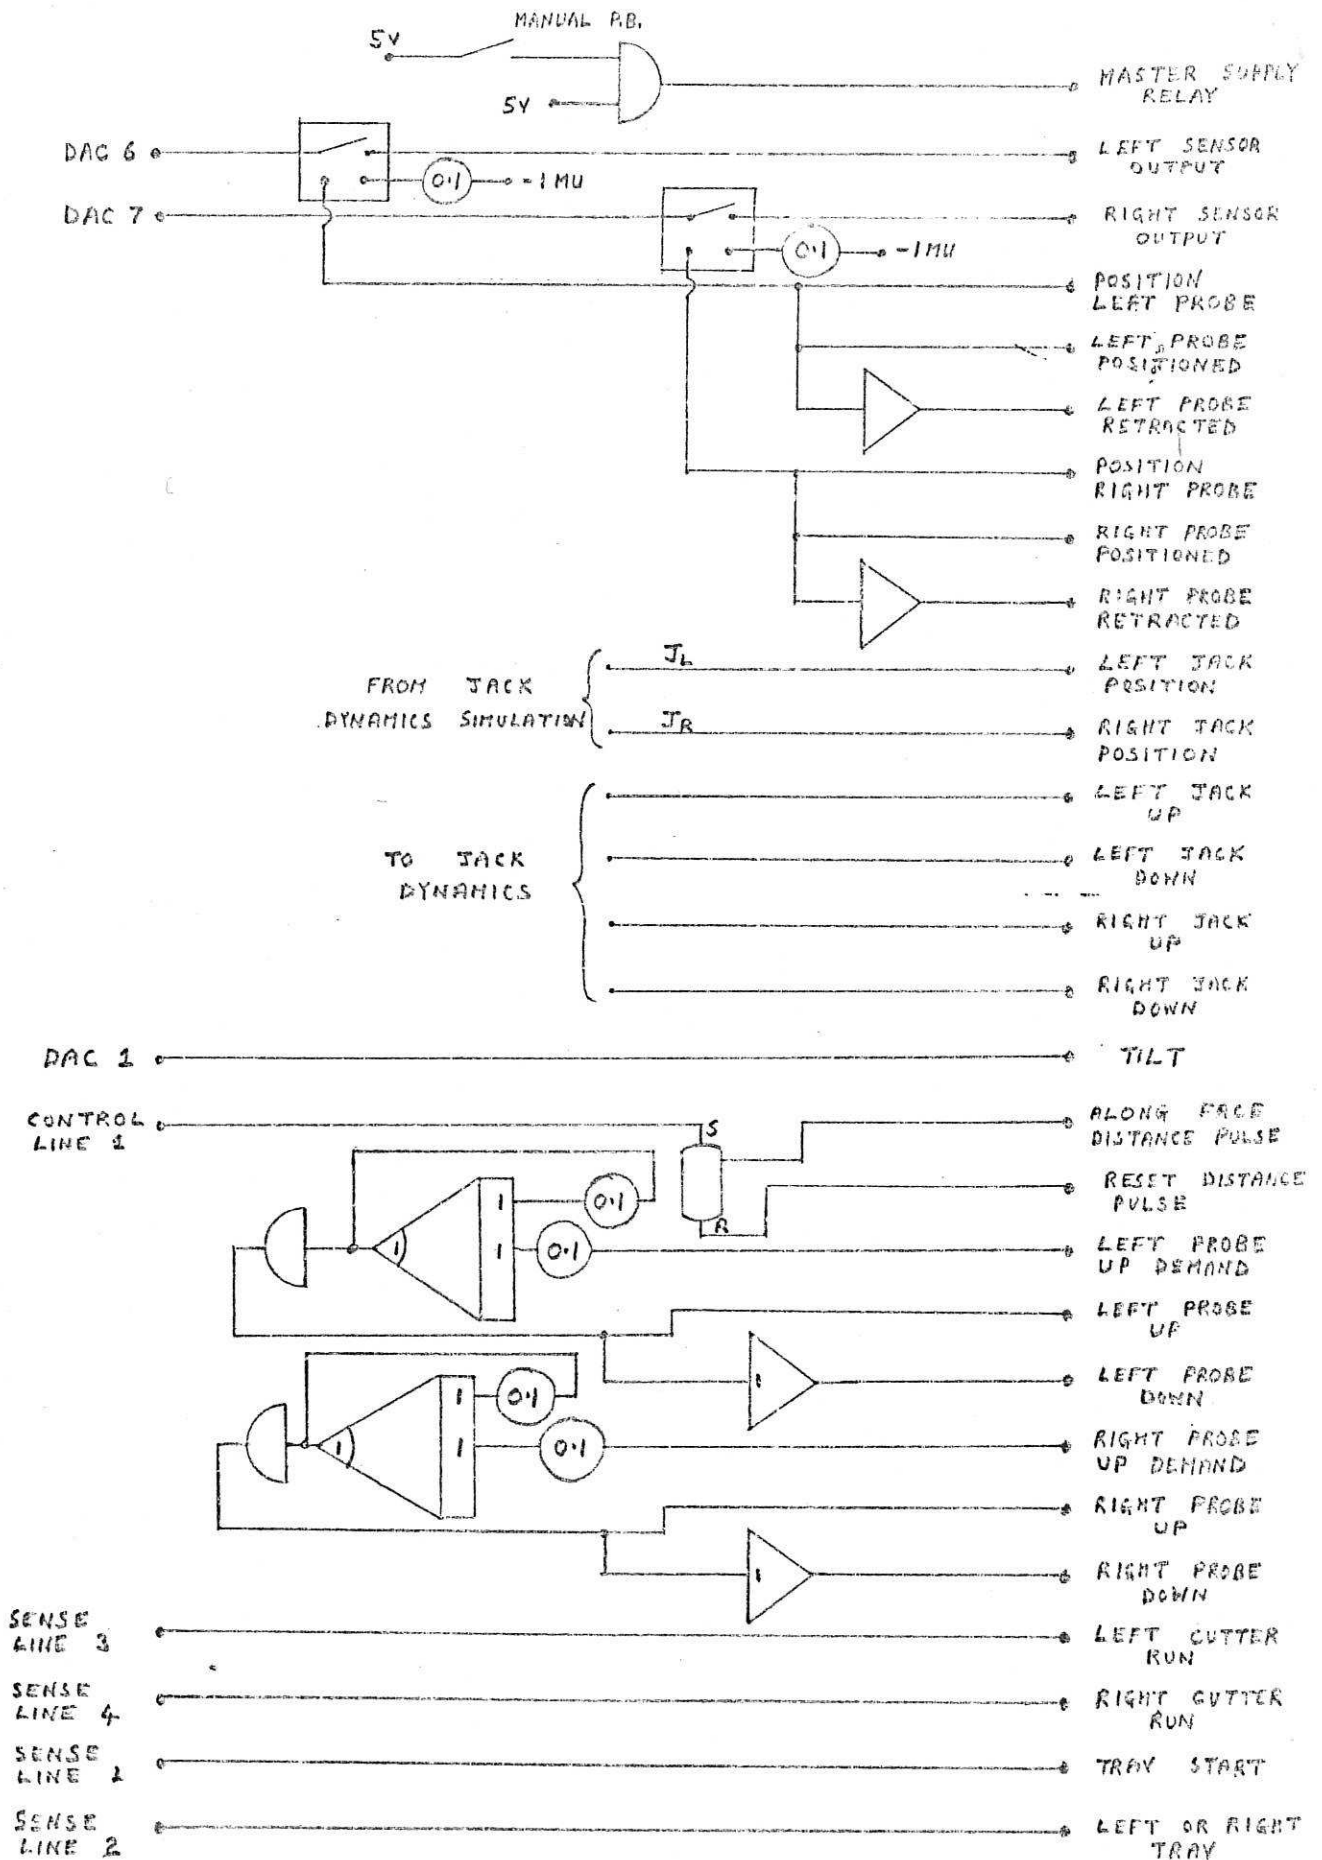 MANUAL P.B.
5V
5V
MASTER SUPPLY
RELAY
DAC 6
LEFT SENSOR
OUTPUT
0.1
-1MU
DAC 7
RIGHT SENSOR
OUTPUT
0.1
-1MU
POSITION
LEFT PROBE
LEFT PROBE
POSITIONED
LEFT PROBE
RETRACTED
POSITION
RIGHT PROBE
RIGHT PROBE
POSITIONED
RIGHT PROBE
RETRACTED
FROM JACK
DYNAMICS SIMULATION
JL
LEFT JACK
POSITION
JR
RIGHT JACK
POSITION
TO JACK
DYNAMICS
LEFT JACK
UP
LEFT JACK
DOWN
RIGHT JACK
UP
RIGHT JACK
DOWN
DAC 1
TILT
CONTROL
LINE 1
S
ALONG FACE
DISTANCE PULSE
R
RESET DISTANCE
PULSE
1
1
0.1
1
0.1
LEFT PROBE
UP DEMAND
LEFT PROBE
UP
1
LEFT PROBE
DOWN
1
1
0.1
1
0.1
RIGHT PROBE
UP DEMAND
RIGHT PROBE
UP
1
RIGHT PROBE
DOWN
SENSE
LINE 3
LEFT CUTTER
RUN
SENSE
LINE 4
RIGHT CUTTER
RUN
SENSE
LINE 1
TRAY START
SENSE
LINE 2
LEFT OR RIGHT
TRAY